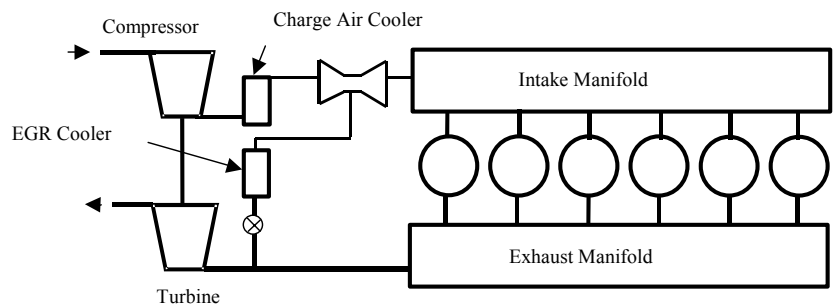 Charge Air Cooler
Compressor
Intake Manifold
EGR Cooler
Exhaust Manifold
Turbine